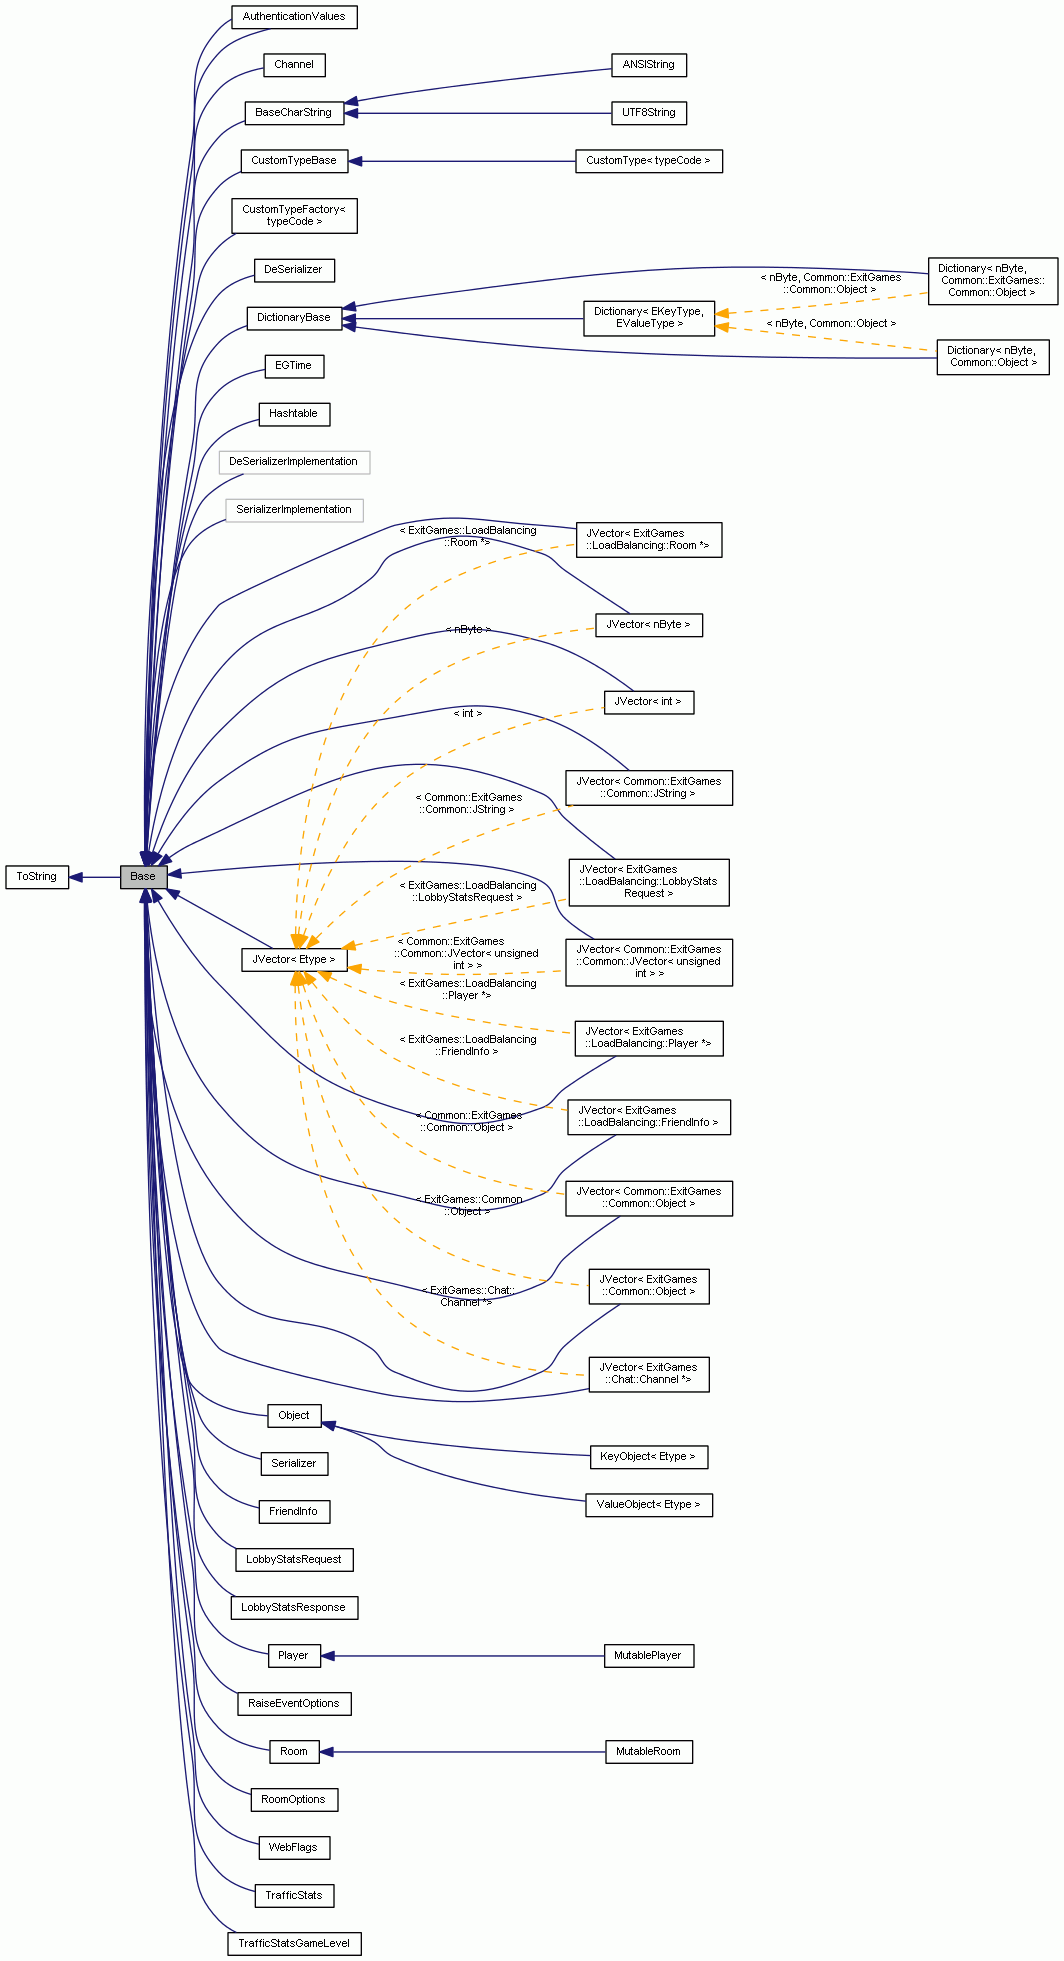 AuthenticationValues
Channel
ANSIString
BaseCharString
UTF8String
CustomTypeBase
CustomType< typeCode >
CustomTypeFactory<
typeCode >
DeSerializer
Dictionary< nByte,
Common::ExitGames::
Common::Object >
< nByte, Common::ExitGames
::Common::Object >
DictionaryBase
Dictionary< EKeyType,
EValueType >
< nByte, Common::Object >
Dictionary< nByte,
Common::Object >
EGTime
Hashtable
DeSerializerImplementation
SerializerImplementation
< ExitGames::LoadBalancing
::Room *>
JVector< ExitGames
::LoadBalancing::Room *>
< nByte >
JVector< nByte >
< int >
JVector< int >
JVector< Common::ExitGames
::Common::JString >
< Common::ExitGames
::Common::JString >
ToString
Base
JVector< ExitGames
::LoadBalancing::LobbyStats
Request >
< ExitGames::LoadBalancing
::LobbyStatsRequest >
JVector< Etype >
< Common::ExitGames
::Common::JVector< unsigned
int > >
JVector< Common::ExitGames
::Common::JVector< unsigned
int > >
< ExitGames::LoadBalancing
::Player *>
JVector< ExitGames
::LoadBalancing::Player *>
< ExitGames::LoadBalancing
::FriendInfo >
JVector< ExitGames
::LoadBalancing::FriendInfo >
< Common::ExitGames
::Common::Object >
JVector< Common::ExitGames
::Common::Object >
< ExitGames::Common
::Object >
JVector< ExitGames
::Common::Object >
< ExitGames::Chat::
Channel *>
JVector< ExitGames
::Chat::Channel *>
Object
KeyObject< Etype >
Serializer
ValueObject< Etype >
FriendInfo
LobbyStatsRequest
LobbyStatsResponse
Player
MutablePlayer
RaiseEventOptions
Room
MutableRoom
RoomOptions
WebFlags
TrafficStats
TrafficStatsGameLevel